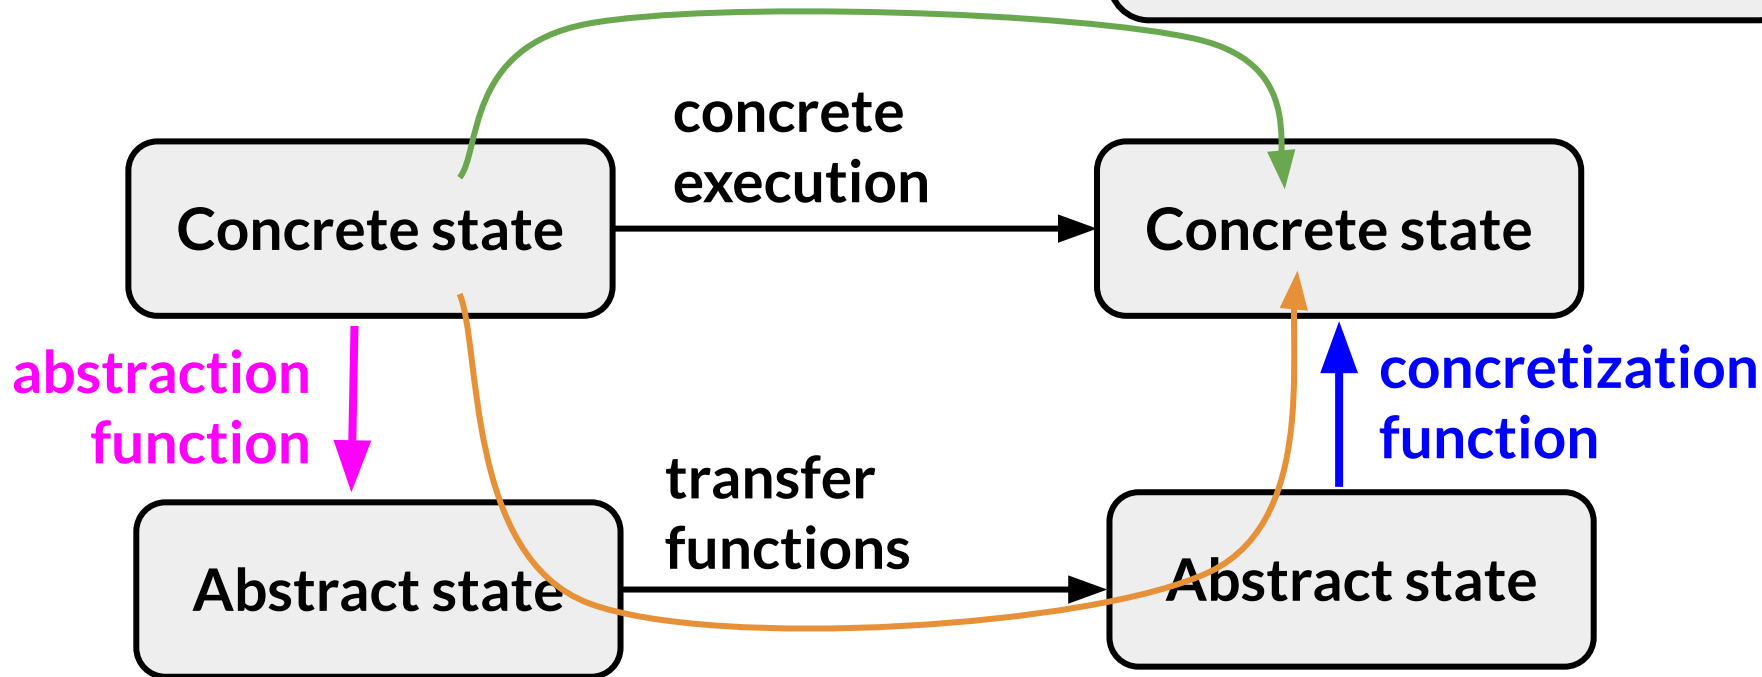 concrete
execution
Concrete state
Concrete state
abstraction
function
concretization
function
transfer
functions
Abstract state
Abstract state